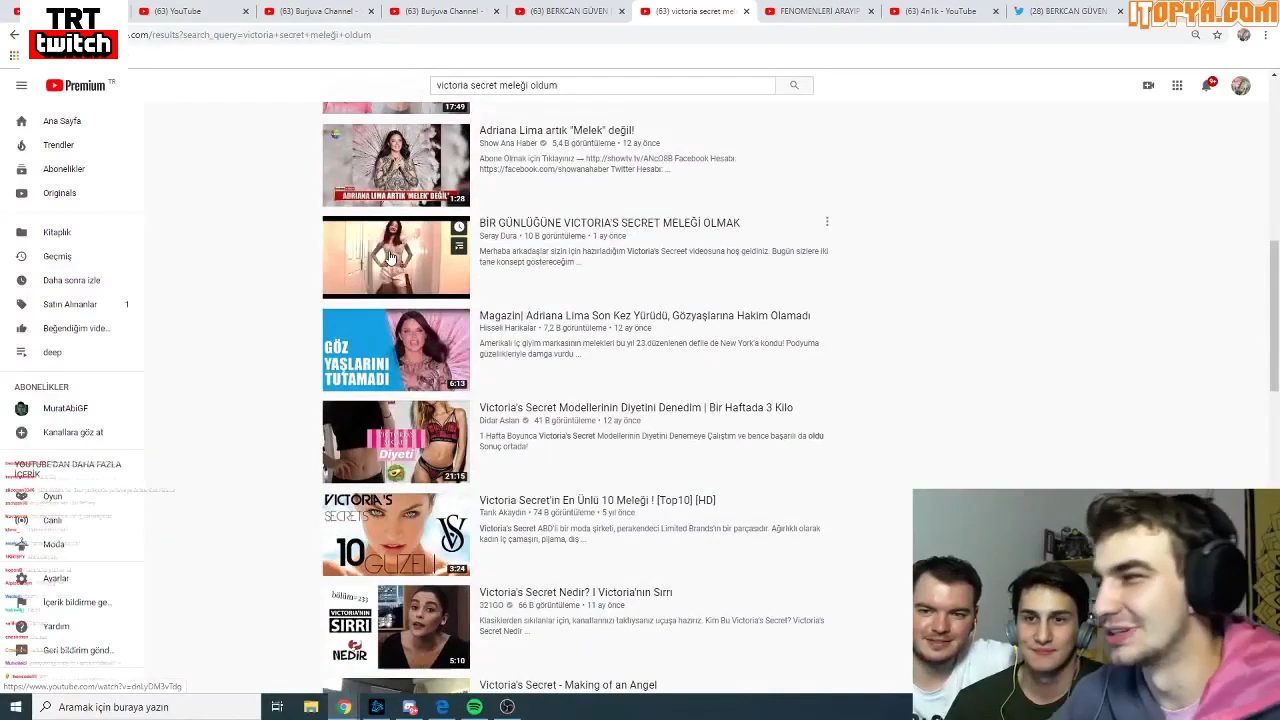 (63) YouTube
(63) Burjuva Channel -
(63) Burjuva Channel -
(63) BERKCAN GÜVEN
(63) victoria secret mel
FENOMENLERİ ARAYIP
(63) 4n1k - YouTube
(28) BERKCAN GÜVEN
iTOPYA.COM
TRT
twitch
.com/results?search_query=victoria+secret+meleği+oldum
Premium TR
victoria secret meleği oldum
9+
Ana Sayfa
Trendler
Abonelikler
Originals
Kitaplık
Geçmiş
Daha sonra izle
Satın Alınanlar 1
Beğendiğim vide...
deep
ABONELİKLER
MuratAbiGF
Kanallara göz at
YOUTUBE'DAN DAHA FAZLA
İÇERİK
Oyun
Canlı
Moda
Ayarlar
İçerik bildirme ge...
Yardım
Geri bildirim gönd...
17:49
ADRIANA LIMA ARTIK 'MELEK' DEĞİL
1:28
Adriana Lima artık "Melek" değil!
Show Ana Haber 5,4 B görüntüleme • 12 ay önce
Abone Olmak için Tıklayınız → http://showtv.tv/ANcO8B Facebook Hesabı:
https://facebook.com/showanahaber Twitter Hesabı: ...
BİR GÜNLÜĞÜNE VICTORIA'S SECRET MELEĞİ OLMAK
Seray Dura • 10 B görüntüleme • 1 ay önce
Merhaba arkadaşlar sizin için hazırladığım Victoria's Secreet videosuna hoş geldiniz. Bugün sizlere iki
tane konsept göstereceğim ...
GÖZ
YAŞLARINI
TUTAMADI
6:13
Magazin| Adriana Lima Son Kez Yürüdü, Gözyaşlarına Hakim Olamadı
Hisseli Harikalar • 7,2 B görüntüleme • 12 ay önce
Amerikalı iç giyim markasının melekleri bu yıl 23.düzenlenen defile de New York'a kondu! Podyuma
güzellikleriyle damga vurdu ...
VICTORIA'S
SECRET
Diyeti
21:15
Victoria's Secret Modellerinin Diyetini Denedim | Bir Haftada 3 Kilo
Didar Aslan 41 B görüntüleme • 12 ay önce
1 Hafta Boyunca Victoria's Secret Modellerinin Diyetini Denemeye Çalıştım ve bence başarılı da oldu
Sonuç ortada!
VICTORIA'S
SECRETS
VS
10 GÜZELİ
3:24
Victoria Secret'in En Ünlü 10 Meleği ! [Top10] [HD]
Tarık Akaydın • 74 B görüntüleme • 5 yıl önce
Victoria's Secret ABD'li bir moda şirketi, perakendeci Limited Brands'in bir parçasıdır. Ağırlıklı olarak
kadın iç çamaşırı, pijama, dış ...
bölüm=233
VICTORIA'NIN
SIRRI
NEDİR
5:10
Victoria's Secret Nedir? I Victoria'nın Sırrı
321GO 66 B görüntüleme • 11 ay önce
Klasiklerden sıkılanlar için, kanallarınızı taktıysanız uçuşa hazırız. Kim Bu Victoria's Secret? Victoria's
Secret Nedir ...
Victoria's Secret - Making of an Angel
https://www.youtube.com/watch?v=dnLyDM3vTdg
Aramak için buraya yazın